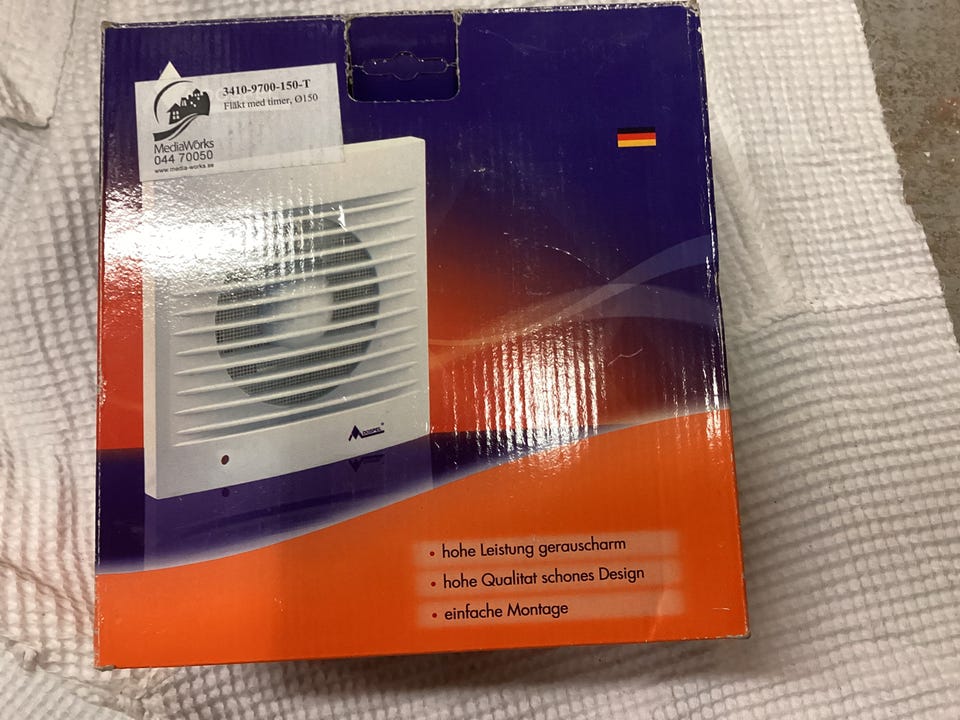 3410-9700-150-T
Fläkt med timer, Ø150
MediaWorks
044 70050
www.media-works.se
DOSPEL®
• hohe Leistung gerauscharm
• hohe Qualitat schones Design
• einfache Montage